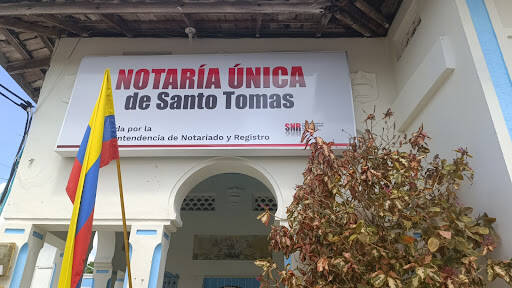 NOTARÍA ÚNICA
de Santo Tomas
da por la
ntendencia de Notariado y Registro
SNR